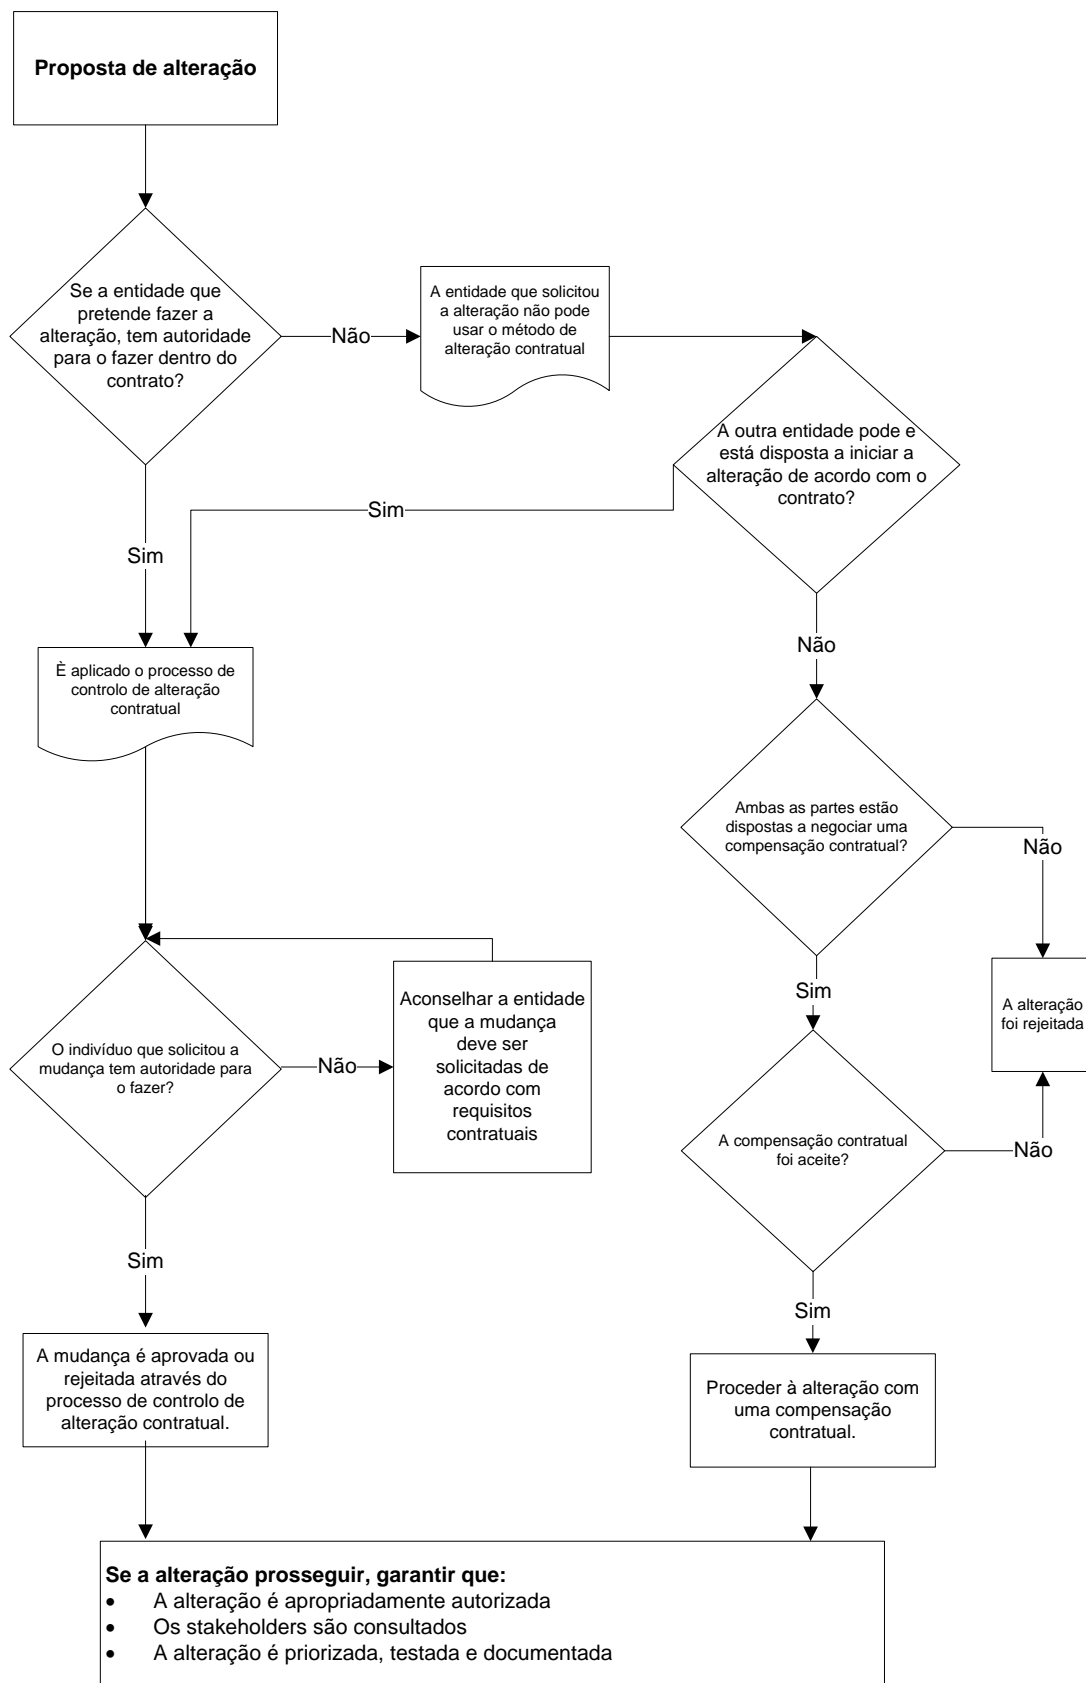 Proposta de alteração
Se a entidade que
pretende fazer a
alteração, tem autoridade
para o fazer dentro do
contrato?
Não
A entidade que solicitou
a alteração não pode
usar o método de
alteração contratual
A outra entidade pode e
está disposta a iniciar a
alteração de acordo com o
contrato?
Sim
Sim
Não
È aplicado o processo de
controlo de alteração
contratual
Ambas as partes estão
dispostas a negociar uma
compensação contratual?
Não
Sim
A alteração
foi rejeitada
Aconselhar a entidade
que a mudança
deve ser
solicitadas de
acordo com
requisitos
contratuais
O indivíduo que solicitou a
mudança tem autoridade para
o fazer?
Não
A compensação contratual
foi aceite?
Não
Sim
Sim
A mudança é aprovada ou
rejeitada através do
processo de controlo de
alteração contratual.
Proceder à alteração com
uma compensação
contratual.
Se a alteração prosseguir, garantir que:
• A alteração é apropriadamente autorizada
• Os stakeholders são consultados
• A alteração é priorizada, testada e documentada